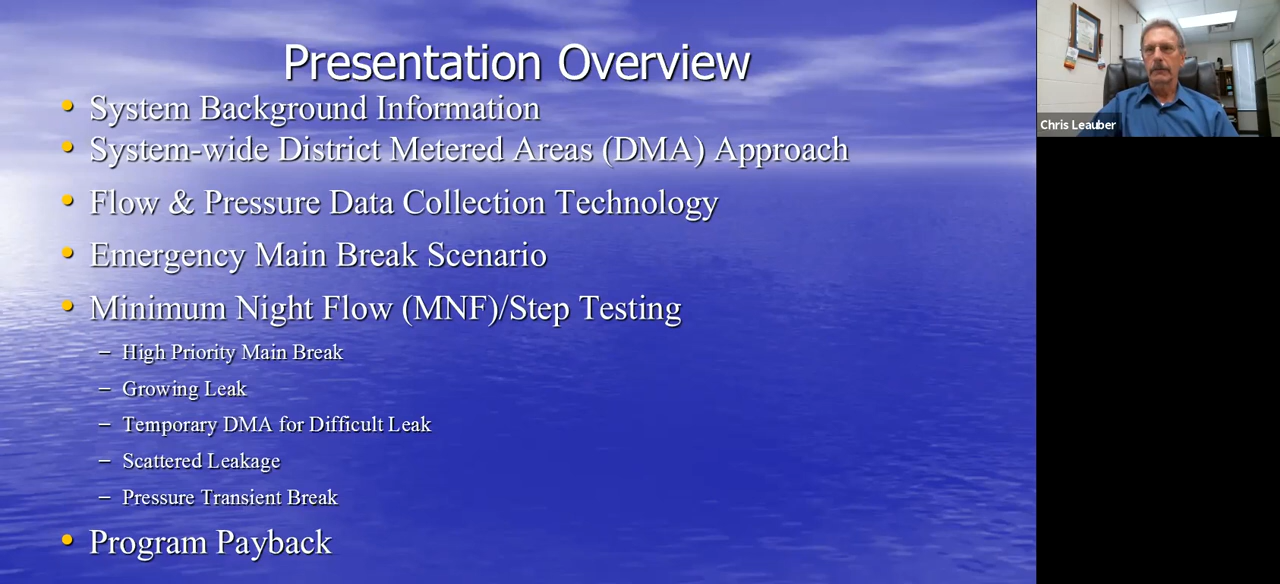 Presentation Overview
• System Background Information
• System-wide District Metered Areas (DMA) Approach
• Flow & Pressure Data Collection Technology
• Emergency Main Break Scenario
• Minimum Night Flow (MNF)/Step Testing
– High Priority Main Break
– Growing Leak
– Temporary DMA for Difficult Leak
– Scattered Leakage
– Pressure Transient Break
• Program Payback
Chris Leauber